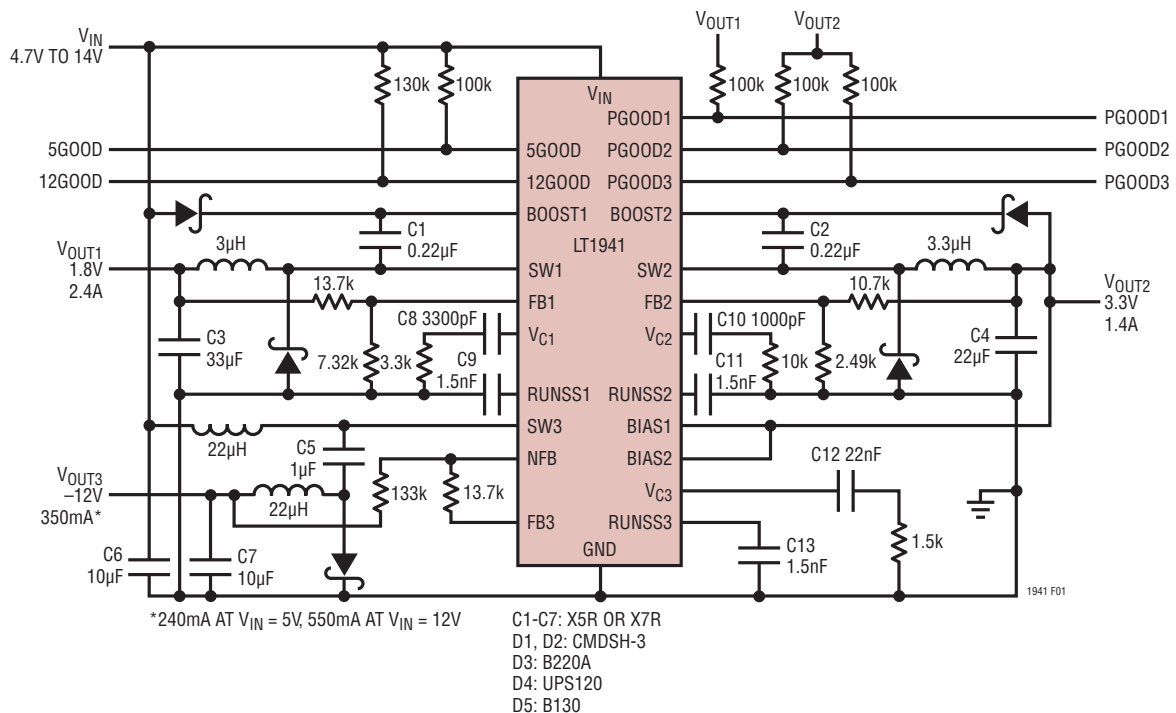 VOUT1
VOUT2
VIN
4.7V TO 14V
130k
100k
100k
100k
100k
VIN
PGOOD1
PGOOD1
5GOOD
5GOOD
PGOOD2
PGOOD2
12GOOD
12GOOD
PGOOD3
PGOOD3
BOOST1
BOOST2
LT1941
C1
0.22µF
C2
0.22µF
VOUT1
1.8V
2.4A
3µH
SW1
SW2
3.3µH
13.7k
FB1
FB2
10.7k
VOUT2
3.3V
1.4A
C3
33µF
C8 3300pF
VC1
VC2
C10 1000pF
C4
22µF
7.32k
3.3k
C9
1.5nF
C11
1.5nF
10k
2.49k
RUNSS1
RUNSS2
22µH
SW3
BIAS1
C5
1µF
NFB
BIAS2
C12 22nF
VOUT3
–12V
350mA*
22µH
133k
13.7k
VC3
FB3
RUNSS3
1.5k
C6
10µF
C7
10µF
GND
C13
1.5nF
1941 F01
*240mA AT VIN = 5V, 550mA AT VIN = 12V
C1-C7: X5R OR X7R
D1, D2: CMDSH-3
D3: B220A
D4: UPS120
D5: B130